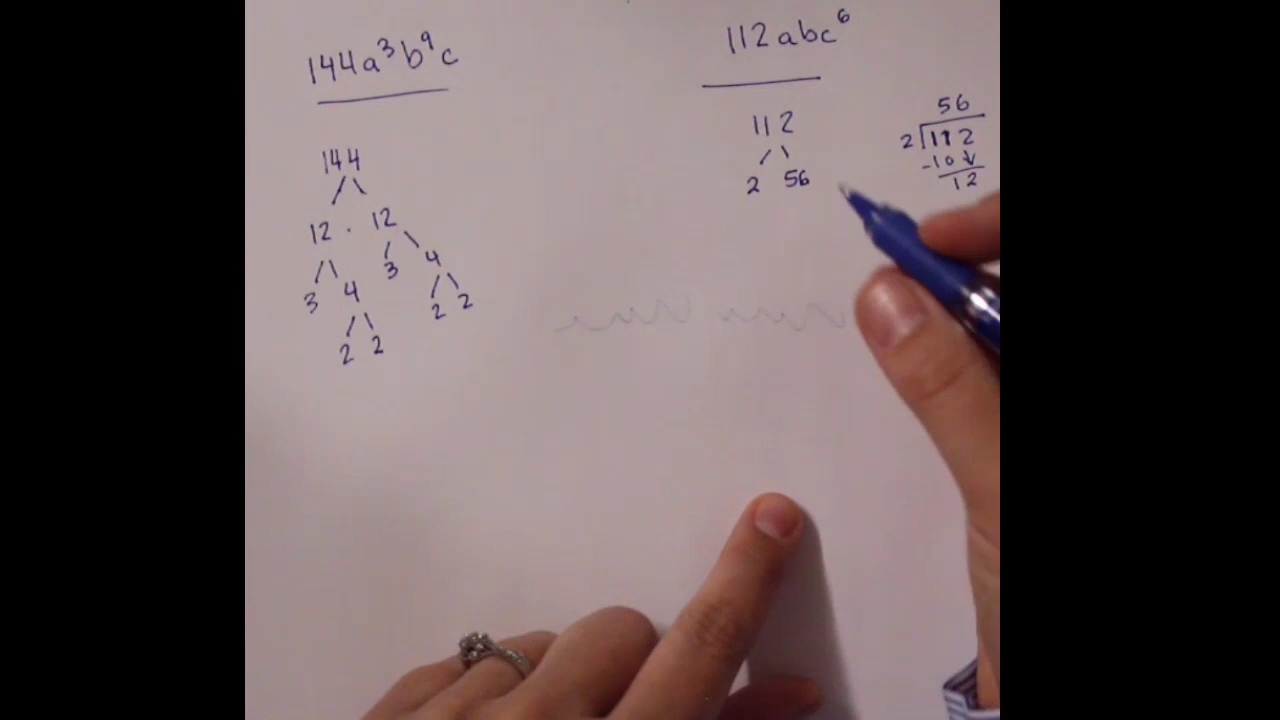 144a³b⁹c
144
12 · 12
3 4 3 4
2 2 2 2
112abc⁶
112
2 56
56
2 112
-10
12